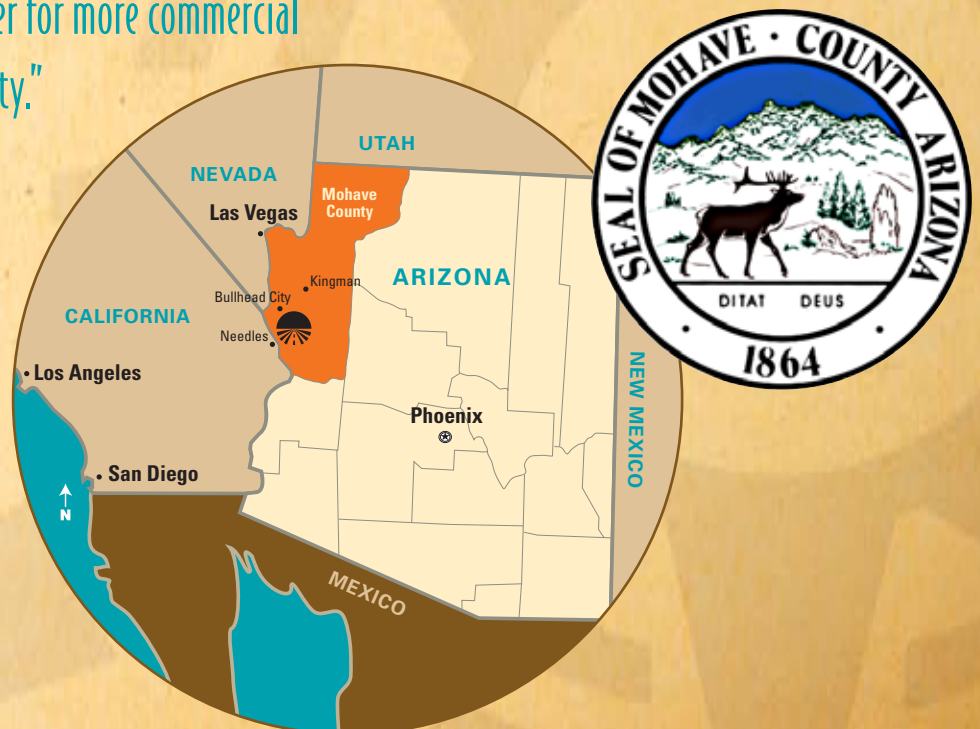 er for more commercial
ty."
UTAH
NEVADA
Mohave
County
Las Vegas
ARIZONA
Kingman
Bullhead City
CALIFORNIA
Needles
Los Angeles
Phoenix
San Diego
N
NEW MEXICO
MEXICO
SEAL OF MOHAVE · COUNTY ARIZONA
DITAT DEUS
· 1864 ·